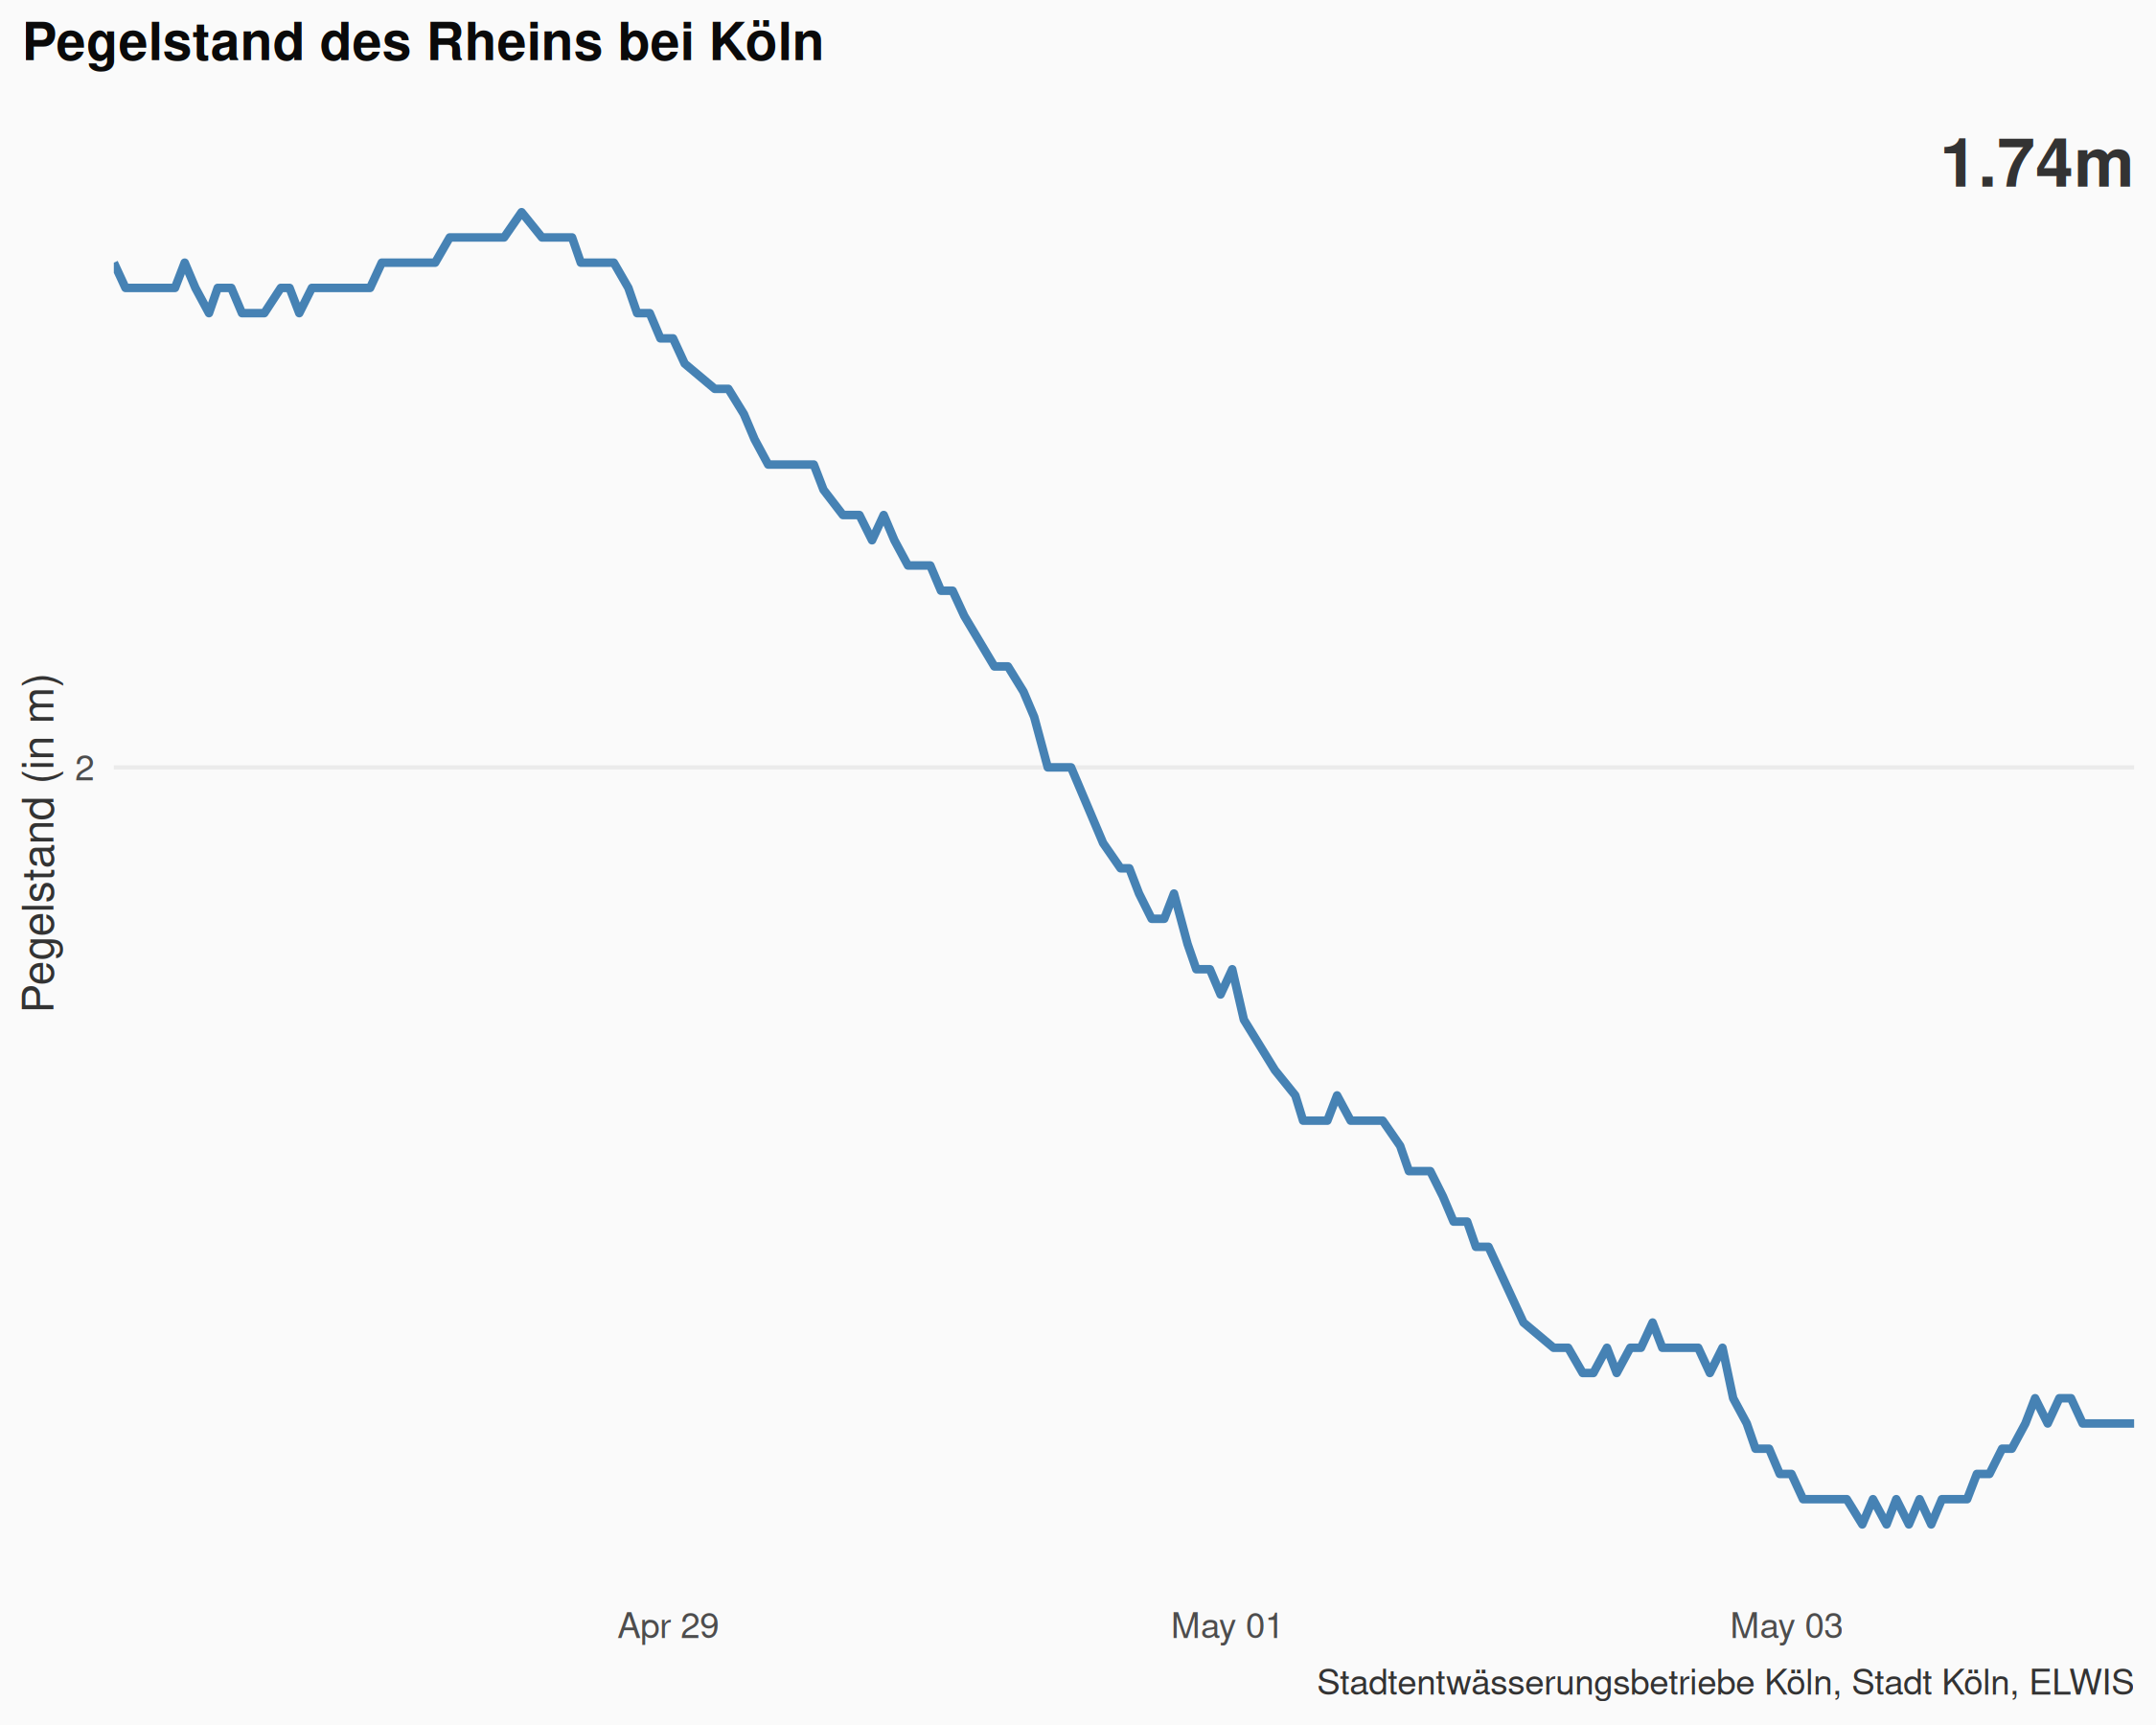 Pegelstand des Rheins bei Köln
1.74m
Pegelstand (in m)
2
Apr 29
May 01
May 03
Stadtentwässerungsbetriebe Köln, Stadt Köln, ELWIS